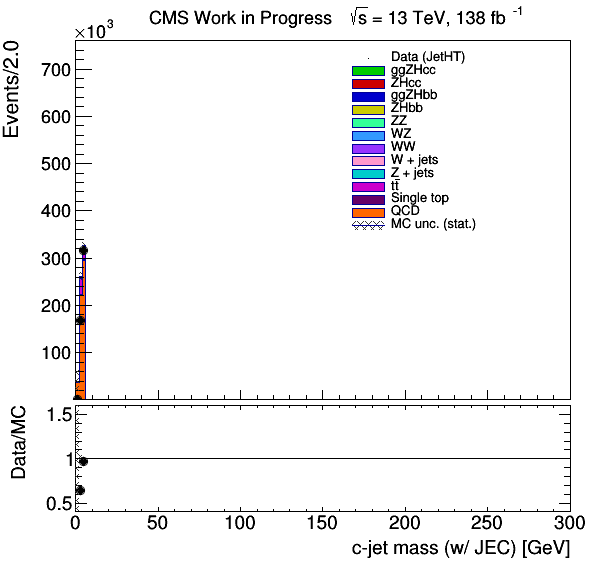 CMS Work in Progress √s = 13 TeV, 138 fb⁻¹
×10³
Events/2.0
700
600
500
400
300
200
100
Data (JetHT)
ggZHcc
ZHcc
ggZHbb
ZHbb
ZZ
WZ
WW
W + jets
Z + jets
tt̄
Single top
QCD
MC unc. (stat.)
Data/MC
1.5
1
0.5
0 50 100 150 200 250 300
c-jet mass (w/ JEC) [GeV]